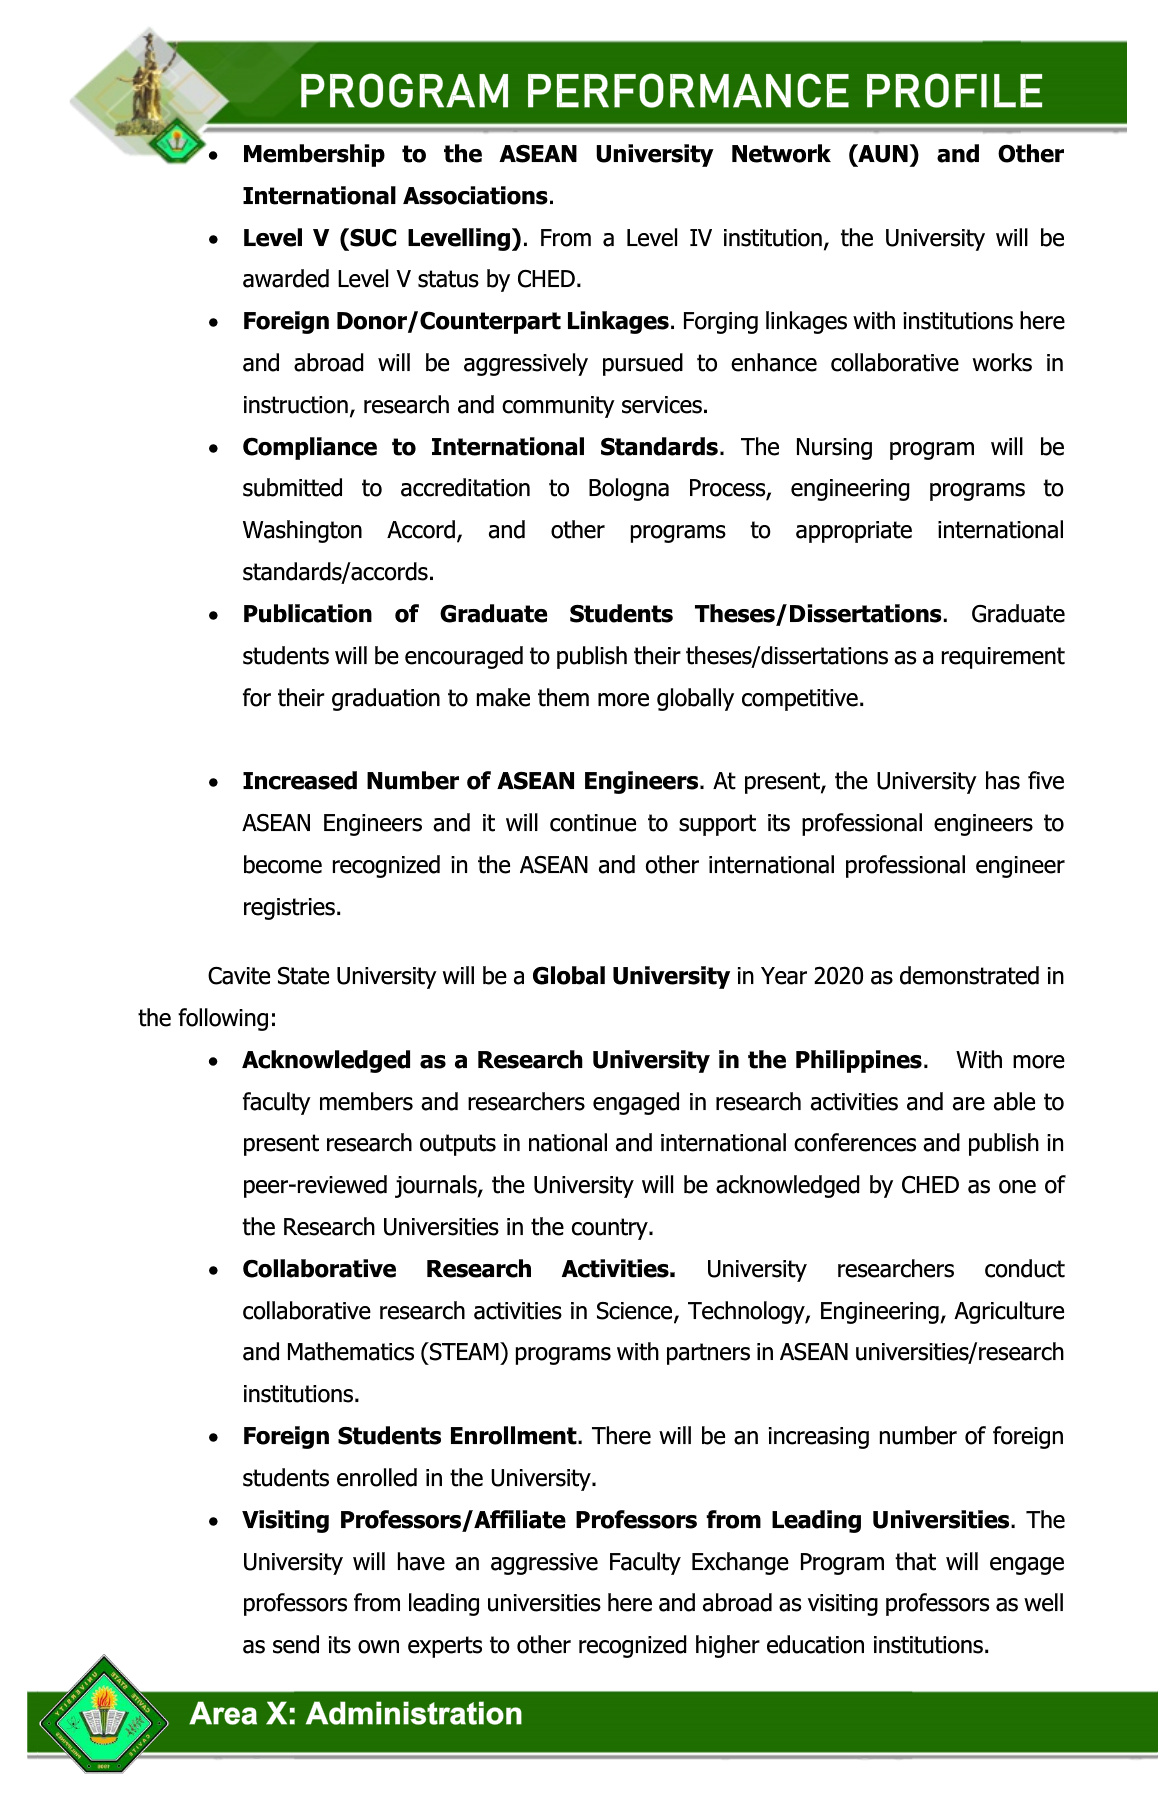 PROGRAM PERFORMANCE PROFILE
• Membership to the ASEAN University Network (AUN) and Other
International Associations.
• Level V (SUC Levelling). From a Level IV institution, the University will be
awarded Level V status by CHED.
• Foreign Donor/Counterpart Linkages. Forging linkages with institutions here
and abroad will be aggressively pursued to enhance collaborative works in
instruction, research and community services.
• Compliance to International Standards. The Nursing program will be
submitted to accreditation to Bologna Process, engineering programs to
Washington Accord, and other programs to appropriate international
standards/accords.
• Publication of Graduate Students Theses/Dissertations. Graduate
students will be encouraged to publish their theses/dissertations as a requirement
for their graduation to make them more globally competitive.
• Increased Number of ASEAN Engineers. At present, the University has five
ASEAN Engineers and it will continue to support its professional engineers to
become recognized in the ASEAN and other international professional engineer
registries.
Cavite State University will be a Global University in Year 2020 as demonstrated in
the following:
• Acknowledged as a Research University in the Philippines. With more
faculty members and researchers engaged in research activities and are able to
present research outputs in national and international conferences and publish in
peer-reviewed journals, the University will be acknowledged by CHED as one of
the Research Universities in the country.
• Collaborative Research Activities. University researchers conduct
collaborative research activities in Science, Technology, Engineering, Agriculture
and Mathematics (STEAM) programs with partners in ASEAN universities/research
institutions.
• Foreign Students Enrollment. There will be an increasing number of foreign
students enrolled in the University.
• Visiting Professors/Affiliate Professors from Leading Universities. The
University will have an aggressive Faculty Exchange Program that will engage
professors from leading universities here and abroad as visiting professors as well
as send its own experts to other recognized higher education institutions.
Area X: Administration